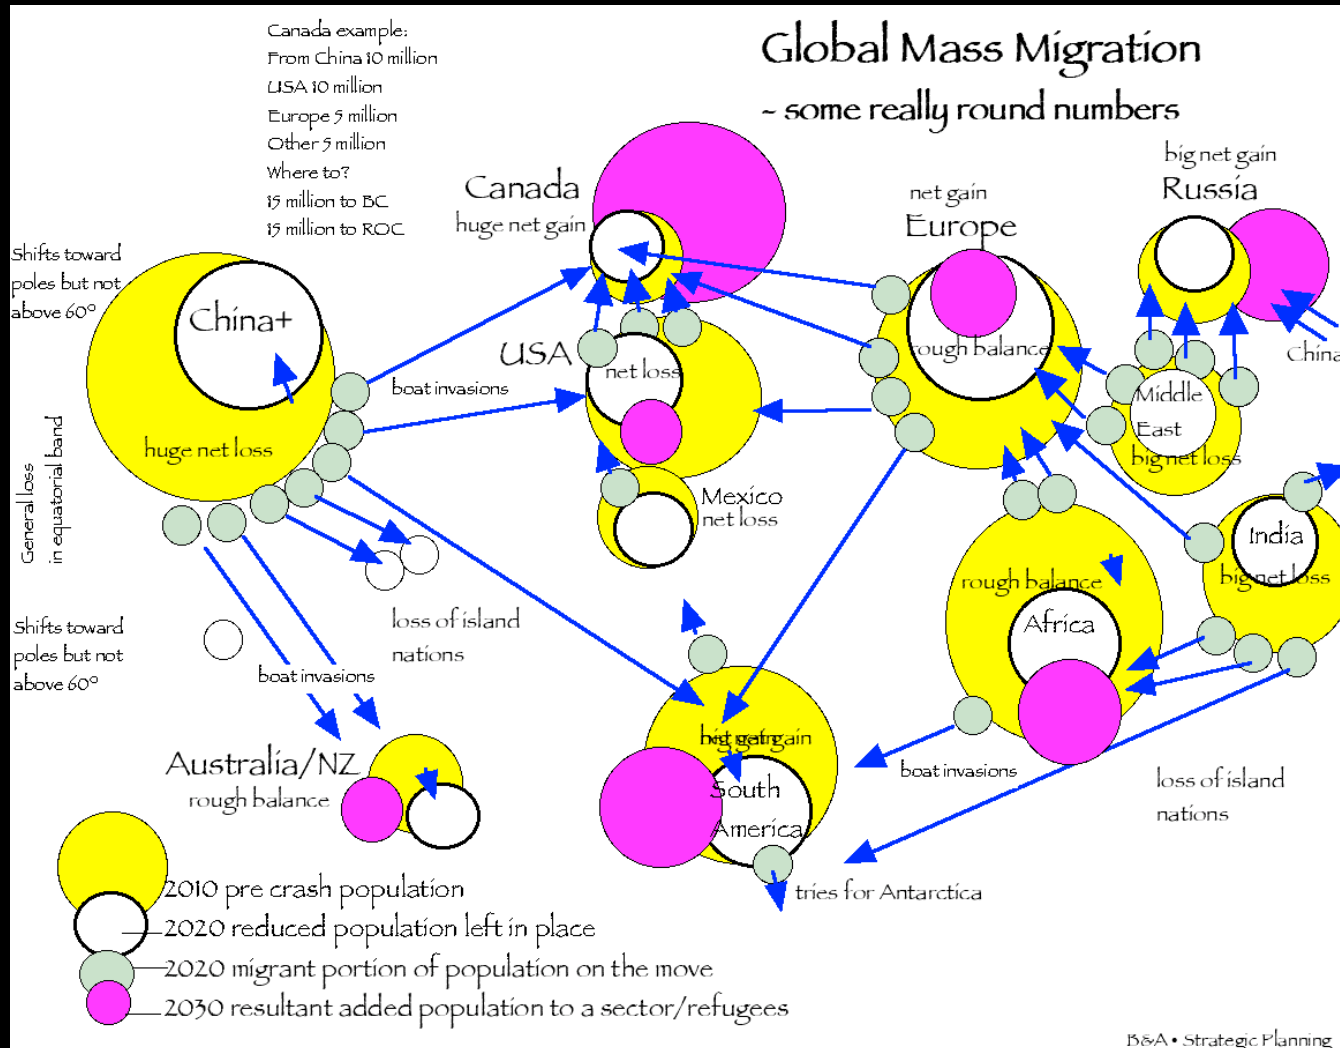 Canada example:
From China 10 million
USA 10 million
Europe 5 million
Other 5 million
Where to?
15 million to BC
15 million to ROC
Global Mass Migration
- some really round numbers
Canada
huge net gain
net gain
Europe
rough balance
big net gain
Russia
China
Shifts toward
poles but not
above 60º
China+
huge net loss
boat invasions
USA
net loss
Middle
East
big net loss
General loss
in equatorial band
Mexico
net loss
India
big net loss
rough balance
Africa
Shifts toward
poles but not
above 60º
loss of island
nations
boat invasions
Australia/NZ
rough balance
big net gain
South
America
boat invasions
loss of island
nations
tries for Antarctica
2010 pre crash population
2020 reduced population left in place
2020 migrant portion of population on the move
2030 resultant added population to a sector/refugees
B&A • Strategic Planning